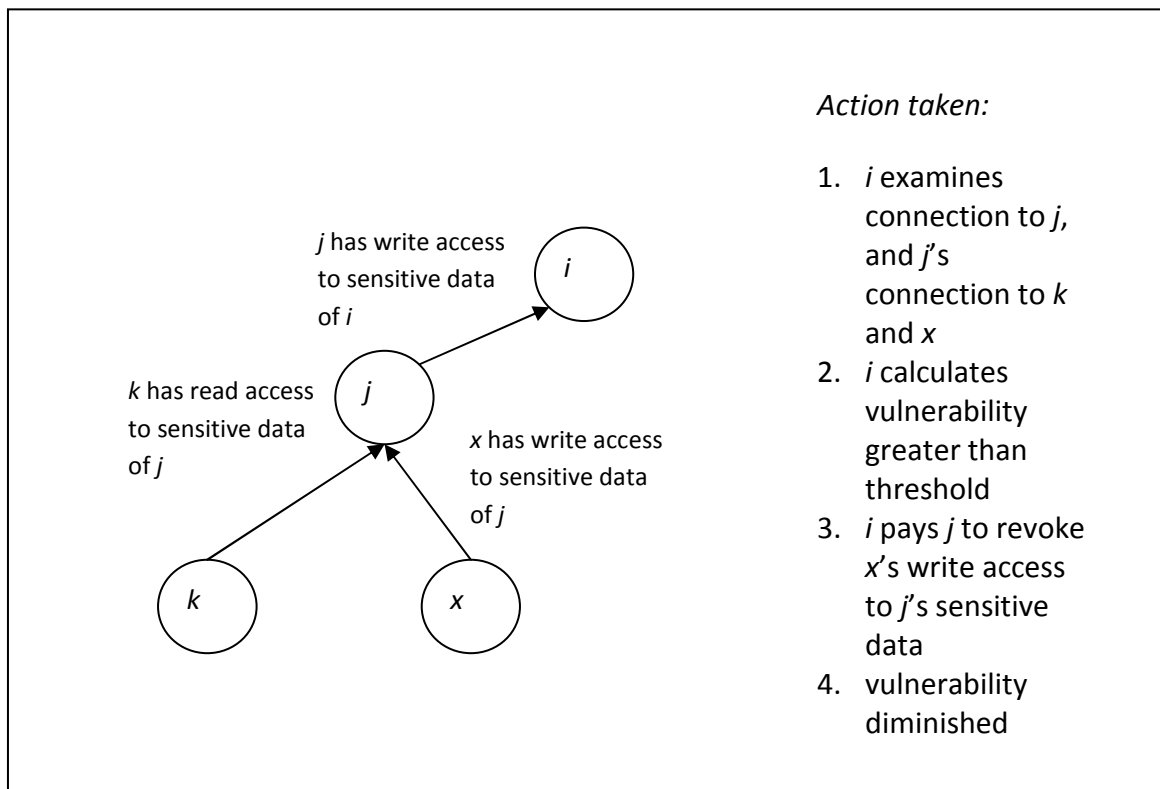 j has write access
to sensitive data
of i
i
k has read access
to sensitive data
of j
j
x has write access
to sensitive data
of j
k
x
Action taken:
1. i examines
connection to j,
and j's
connection to k
and x
2. i calculates
vulnerability
greater than
threshold
3. i pays j to revoke
x's write access
to j's sensitive
data
4. vulnerability
diminished